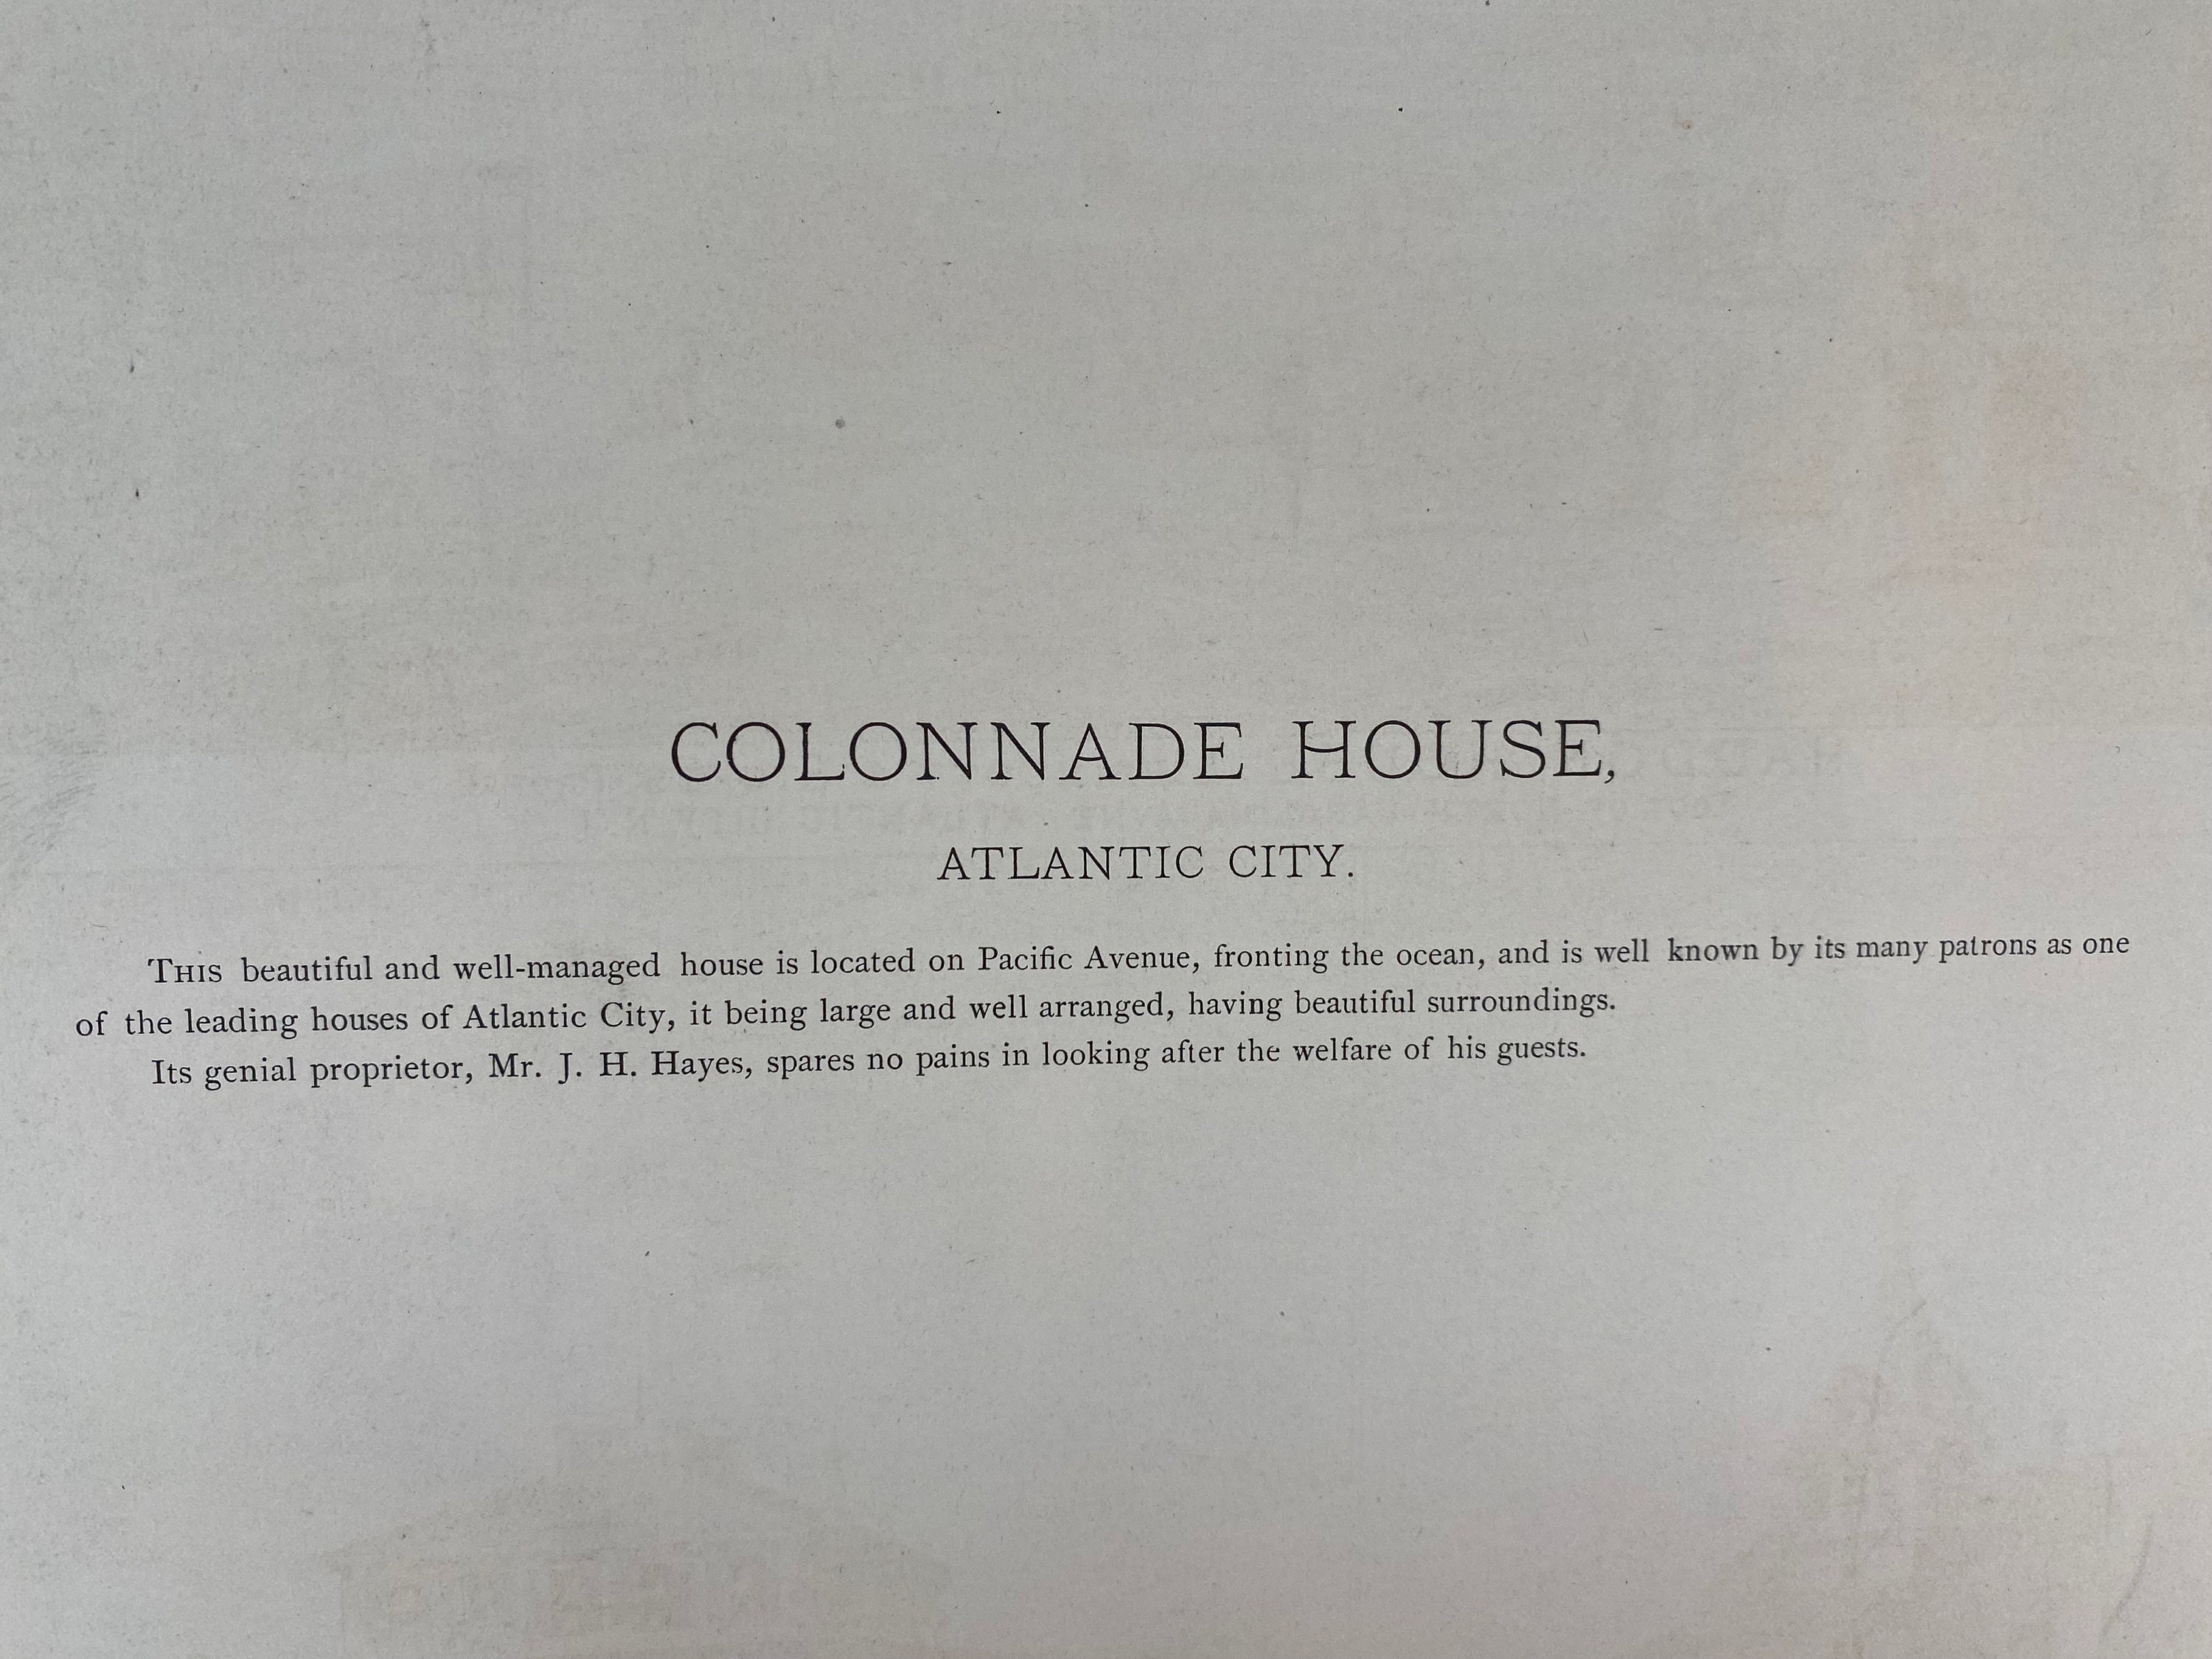 COLONNADE HOUSE,
ATLANTIC CITY.
THIS beautiful and well-managed house is located on Pacific Avenue, fronting the ocean, and is well known by its many patrons as one
of the leading houses of Atlantic City, it being large and well arranged, having beautiful surroundings.
Its genial proprietor, Mr. J. H. Hayes, spares no pains in looking after the welfare of his guests.